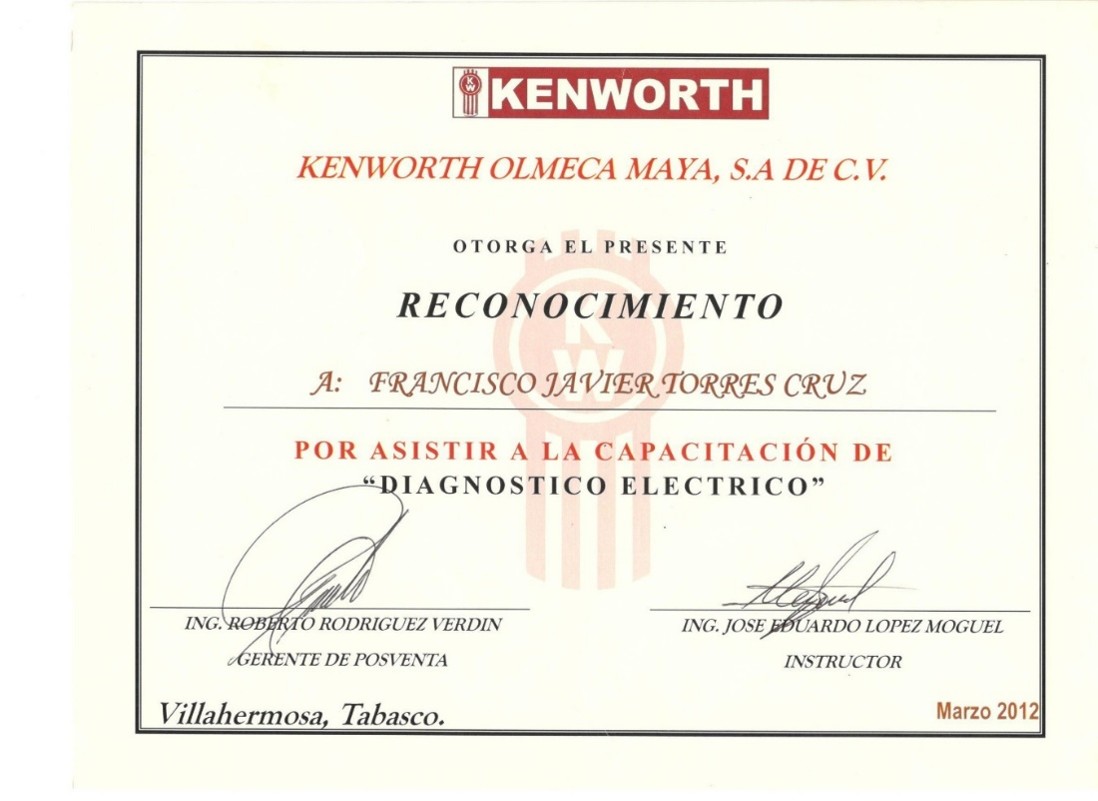 KENWORTH
KENWORTH OLMECA MAYA, S.A DE C.V.
OTORGA EL PRESENTE
RECONOCIMIENTO
A: FRANCISCO JAVIER TORRES CRUZ
POR ASISTIR A LA CAPACITACIÓN DE
“DIAGNOSTICO ELECTRICO”
ING. ROBERTO RODRIGUEZ VERDIN
GERENTE DE POSVENTA
ING. JOSE EDUARDO LOPEZ MOGUEL
INSTRUCTOR
Villahermosa, Tabasco.
Marzo 2012
KW